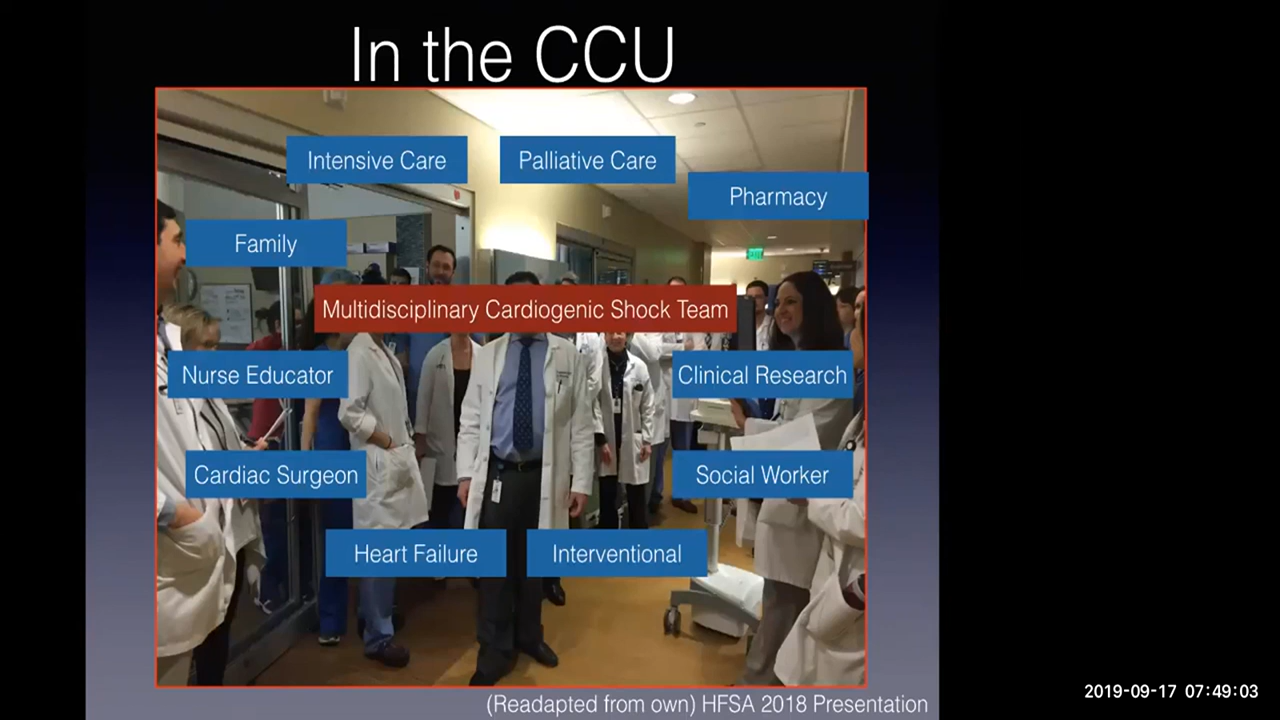 In the CCU
Intensive Care
Palliative Care
Pharmacy
Family
Multidisciplinary Cardiogenic Shock Team
Nurse Educator
Clinical Research
Cardiac Surgeon
Social Worker
Heart Failure
Interventional
(Readapted from own) HFSA 2018 Presentation
2019-09-17 07:49:03